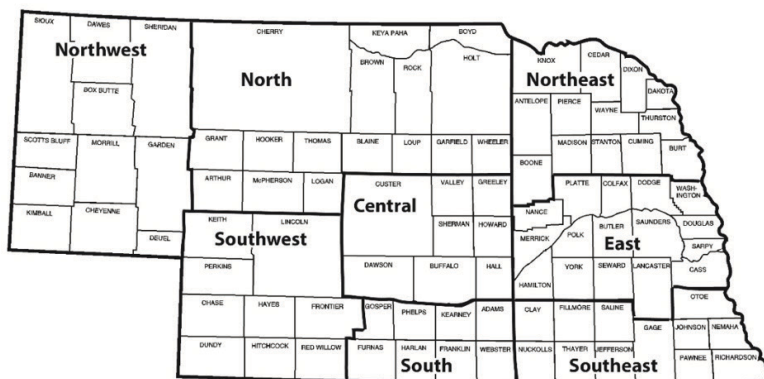 SIOUX DAWES SHERIDAN CHERRY KEYA PAHA BOYD
Northwest North KNOX CEDAR
BROWN ROCK HOLT Northeast DIXON
BOX BUTTE DAKOTA
ANTELOPE PIERCE WAYNE THURSTON
SCOTTS BLUFF MORRILL GARDEN GRANT HOOKER THOMAS BLAINE LOUP GARFIELD WHEELER MADISON STANTON CUMING BURT
BANNER BOONE
ARTHUR McPHERSON LOGAN CUSTER VALLEY GREELEY PLATTE COLFAX DODGE WASH-
INGTON
KIMBALL CHEYENNE KEITH LINCOLN Central NANCE
DEUEL Southwest SHERMAN HOWARD MERRICK POLK BUTLER SAUNDERS DOUGLAS
East SARPY
PERKINS DAWSON BUFFALO HALL YORK SEWARD LANCASTER CASS
HAMILTON
CHASE HAYES FRONTIER GOSPER PHELPS KEARNEY ADAMS CLAY FILLMORE SALINE OTOE
GAGE JOHNSON NEMAHA
DUNDY HITCHCOCK RED WILLOW FURNAS HARLAN FRANKLIN WEBSTER NUCKOLLS THAYER JEFFERSON
PAWNEE RICHARDSON
South Southeast